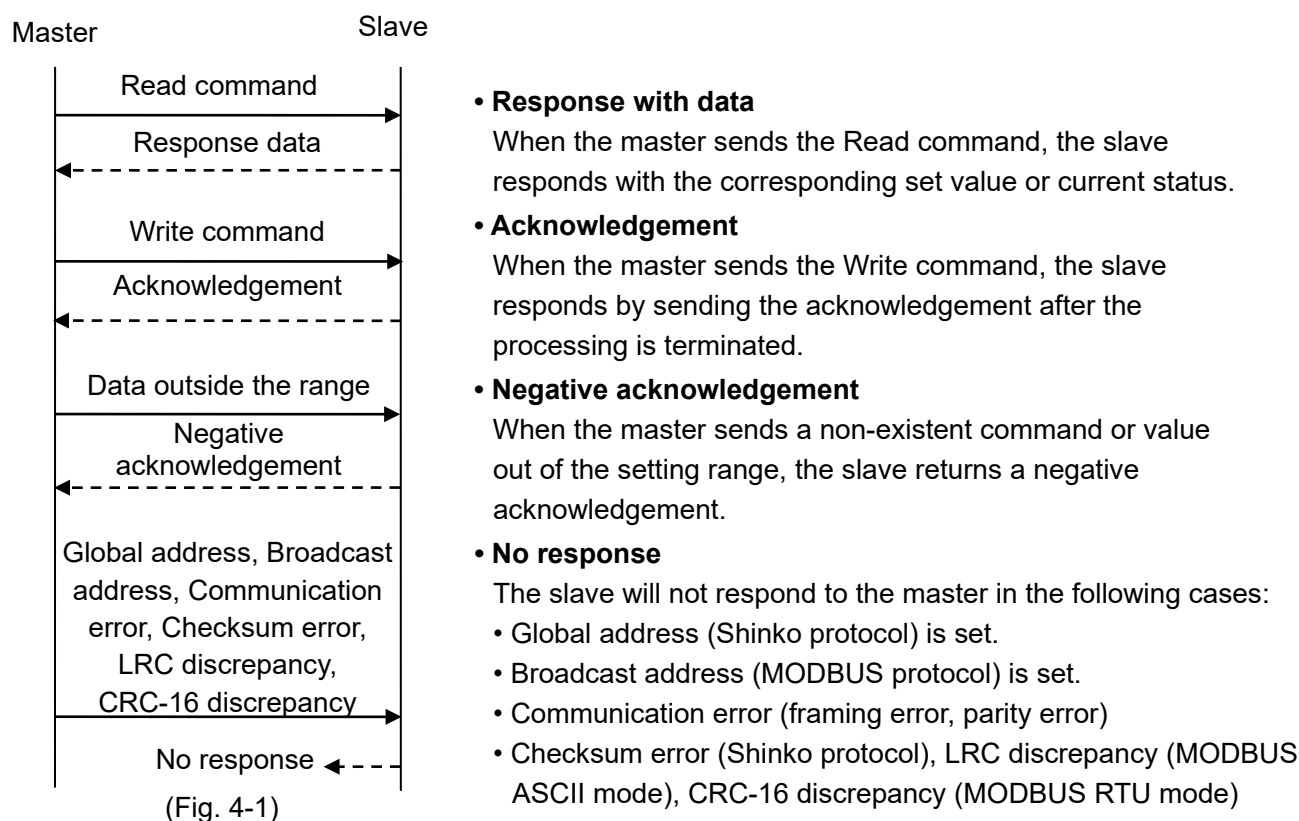 Master
Slave
Read command
Response data
Write command
Acknowledgement
Data outside the range
Negative
acknowledgement
Global address, Broadcast
address, Communication
error, Checksum error,
LRC discrepancy,
CRC-16 discrepancy
No response
(Fig. 4-1)
• Response with data
When the master sends the Read command, the slave
responds with the corresponding set value or current status.
• Acknowledgement
When the master sends the Write command, the slave
responds by sending the acknowledgement after the
processing is terminated.
• Negative acknowledgement
When the master sends a non-existent command or value
out of the setting range, the slave returns a negative
acknowledgement.
• No response
The slave will not respond to the master in the following cases:
• Global address (Shinko protocol) is set.
• Broadcast address (MODBUS protocol) is set.
• Communication error (framing error, parity error)
• Checksum error (Shinko protocol), LRC discrepancy (MODBUS
ASCII mode), CRC-16 discrepancy (MODBUS RTU mode)